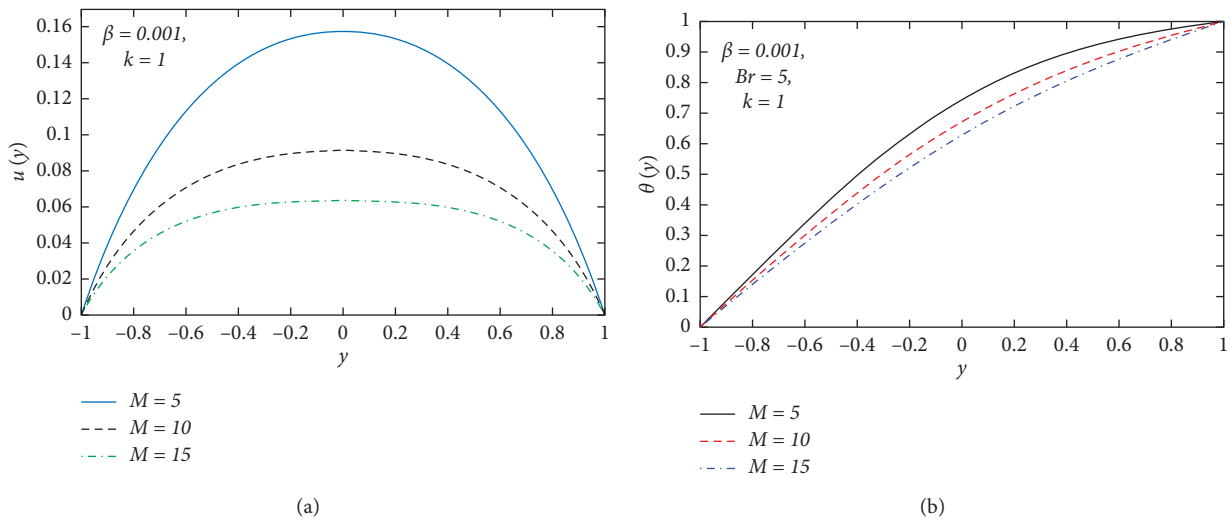 0.16
0.14
0.12
0.1
0.08
0.06
0.04
0.02
0
u (y)
β = 0.001,
k = 1
–1 –0.8 –0.6 –0.4 –0.2 0 0.2 0.4 0.6 0.8 1
y
M = 5
M = 10
M = 15
(a)
1
0.9
0.8
0.7
0.6
0.5
0.4
0.3
0.2
0.1
0
θ (y)
β = 0.001,
Br = 5,
k = 1
–1 –0.8 –0.6 –0.4 –0.2 0 0.2 0.4 0.6 0.8 1
y
M = 5
M = 10
M = 15
(b)